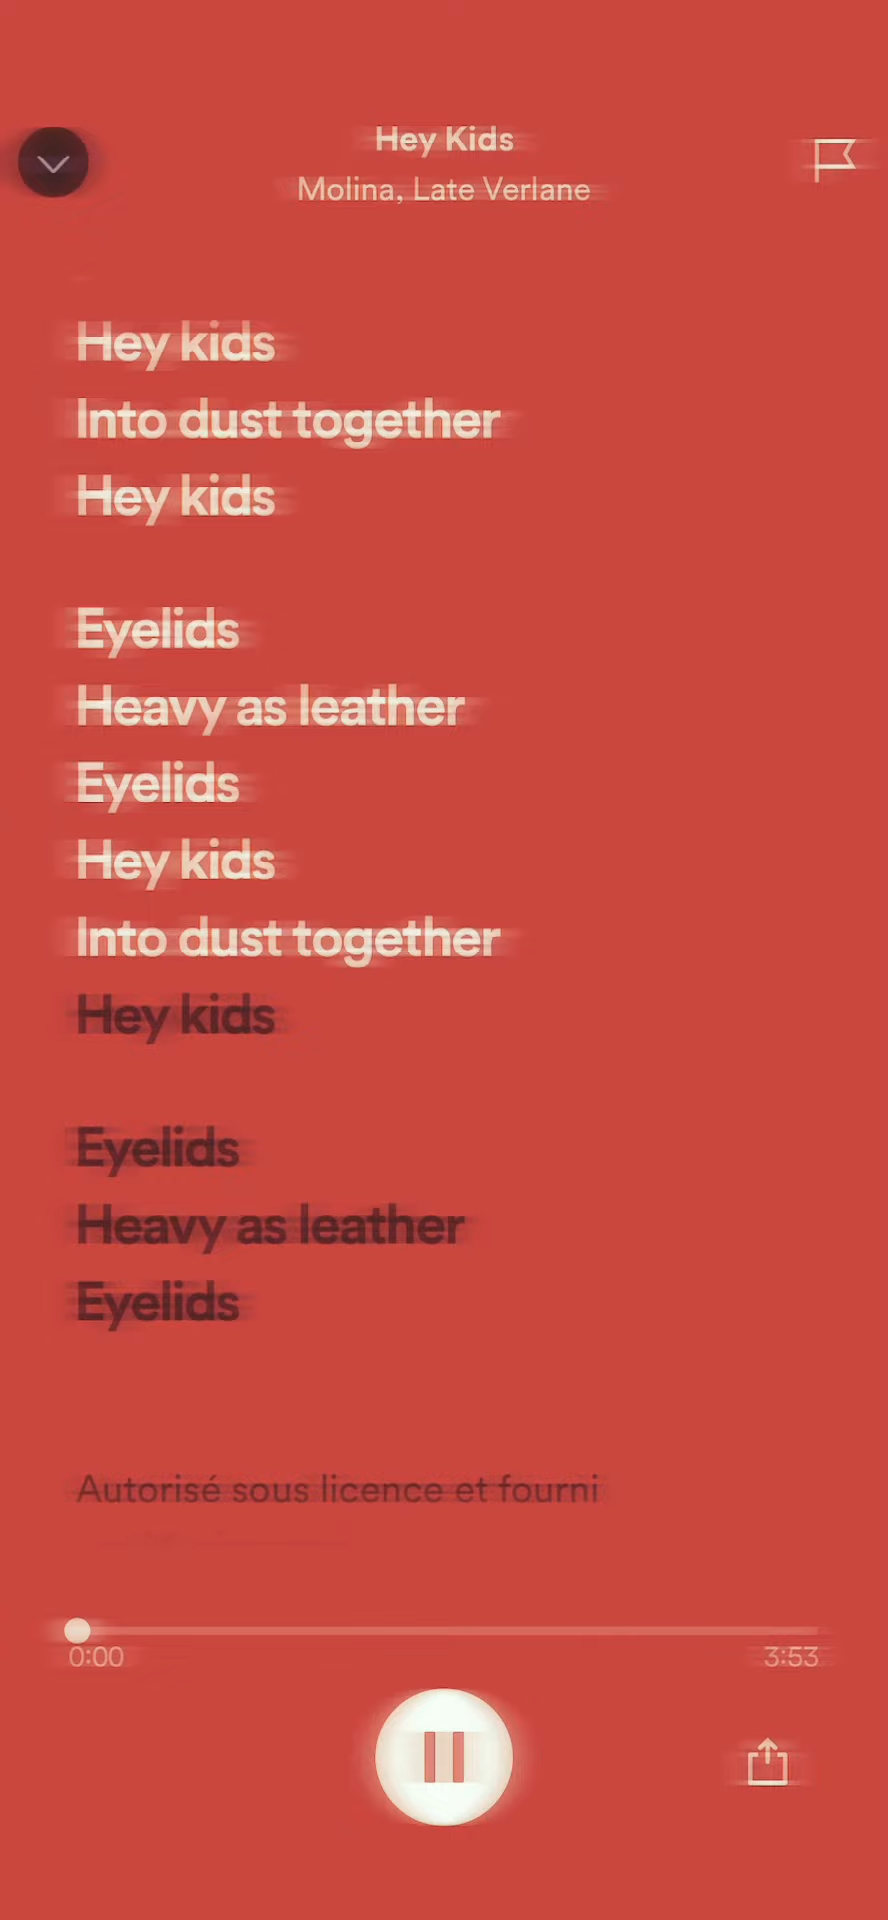 Hey Kids
Molina, Late Verlane
Hey kids
Into dust together
Hey kids
Eyelids
Heavy as leather
Eyelids
Hey kids
Into dust together
Hey kids
Eyelids
Heavy as leather
Eyelids
Autorisé sous licence et fourni
0:00
3:53